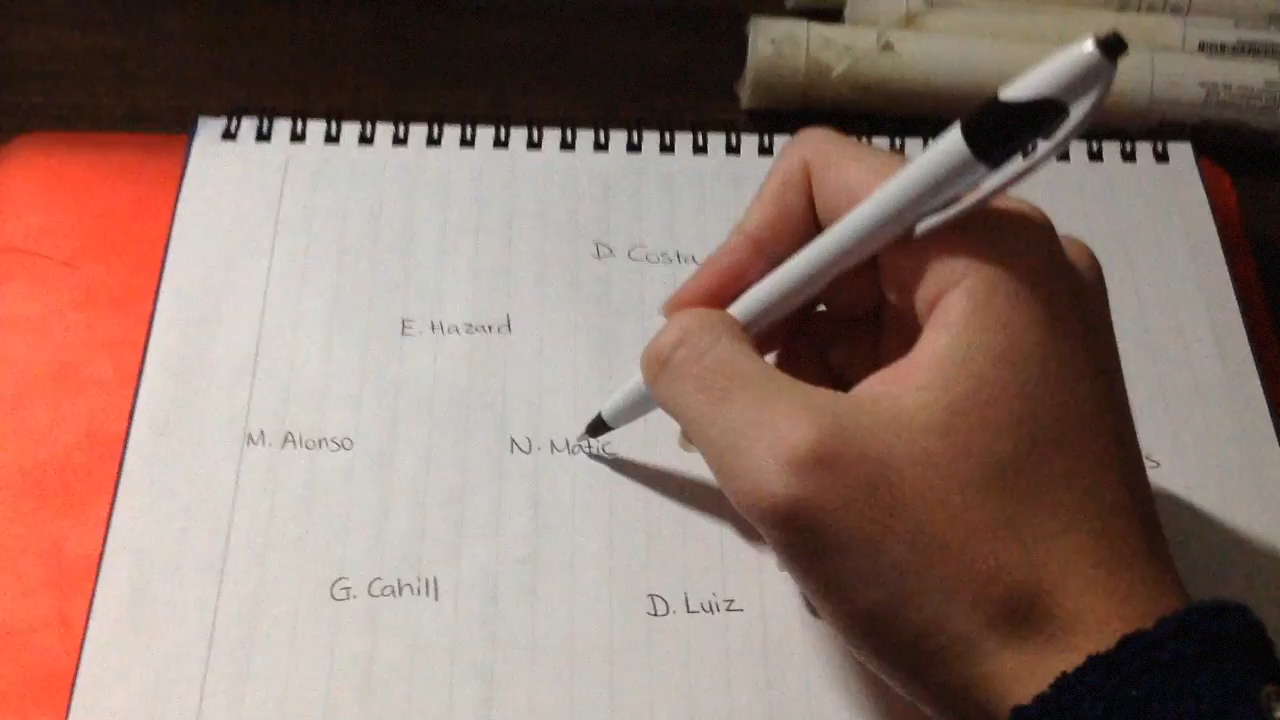 D. Costa
E. Hazard
M. Alonso
N. Matic
s
G. Cahill
D. Luiz